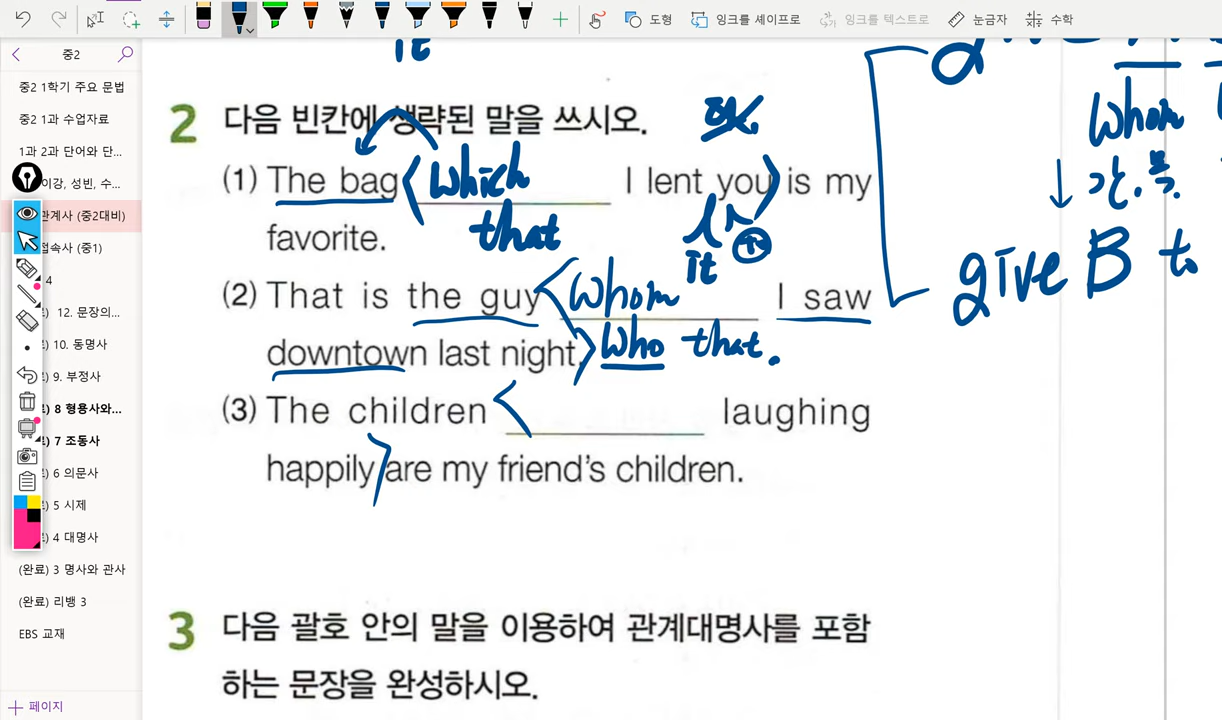 도형
잉크를 셰이프로
잉크를 텍스트로
눈금자
수학
중2
중2 1학기 주요 문법
중2 1과 수업자료
1과 2과 단어와 단...
이강, 성빈, 수...
관계사 (중2대비)
접속사 (중1)
4
) 12. 문장의...
) 10. 동명사
) 9. 부정사
) 8 형용사와...
) 7 조동사
) 6 의문사
) 5 시제
) 4 대명사
(완료) 3 명사와 관사
(완료) 리뱅 3
EBS 교재
페이지
it
2 다음 빈칸에 생략된 말을 쓰시오.
(1) The bag which I lent you is my
that
it
favorite.
(2) That is the guy whom I saw
downtown last night. who that.
(3) The children laughing
happily are my friend's children.
3 다음 괄호 안의 말을 이용하여 관계대명사를 포함
하는 문장을 완성하시오.
whom
간.목.
give B to